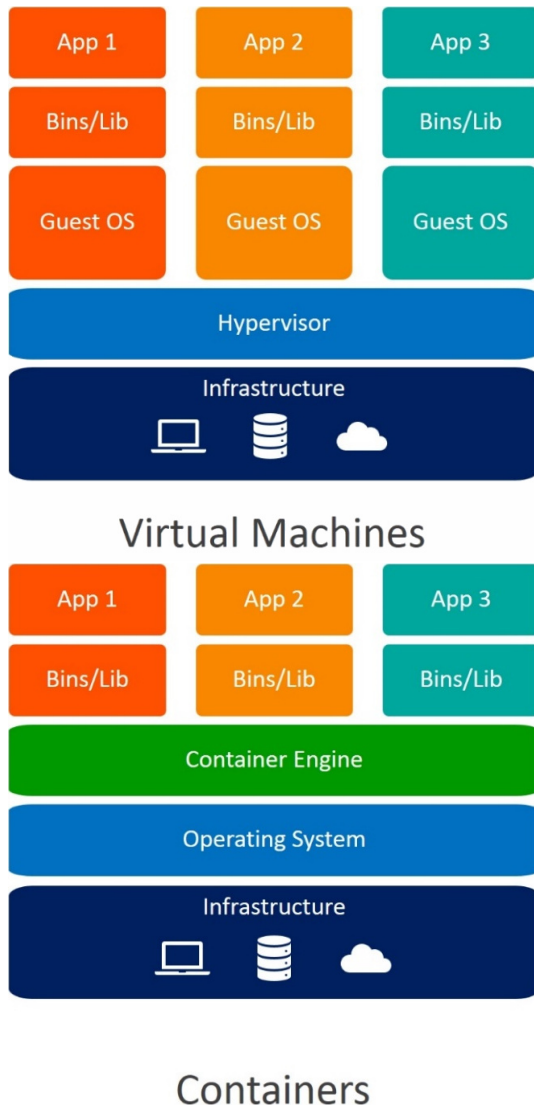 App 1 App 2 App 3
Bins/Lib Bins/Lib Bins/Lib
Guest OS Guest OS Guest OS
Hypervisor
Infrastructure
Virtual Machines
App 1 App 2 App 3
Bins/Lib Bins/Lib Bins/Lib
Container Engine
Operating System
Infrastructure
Containers